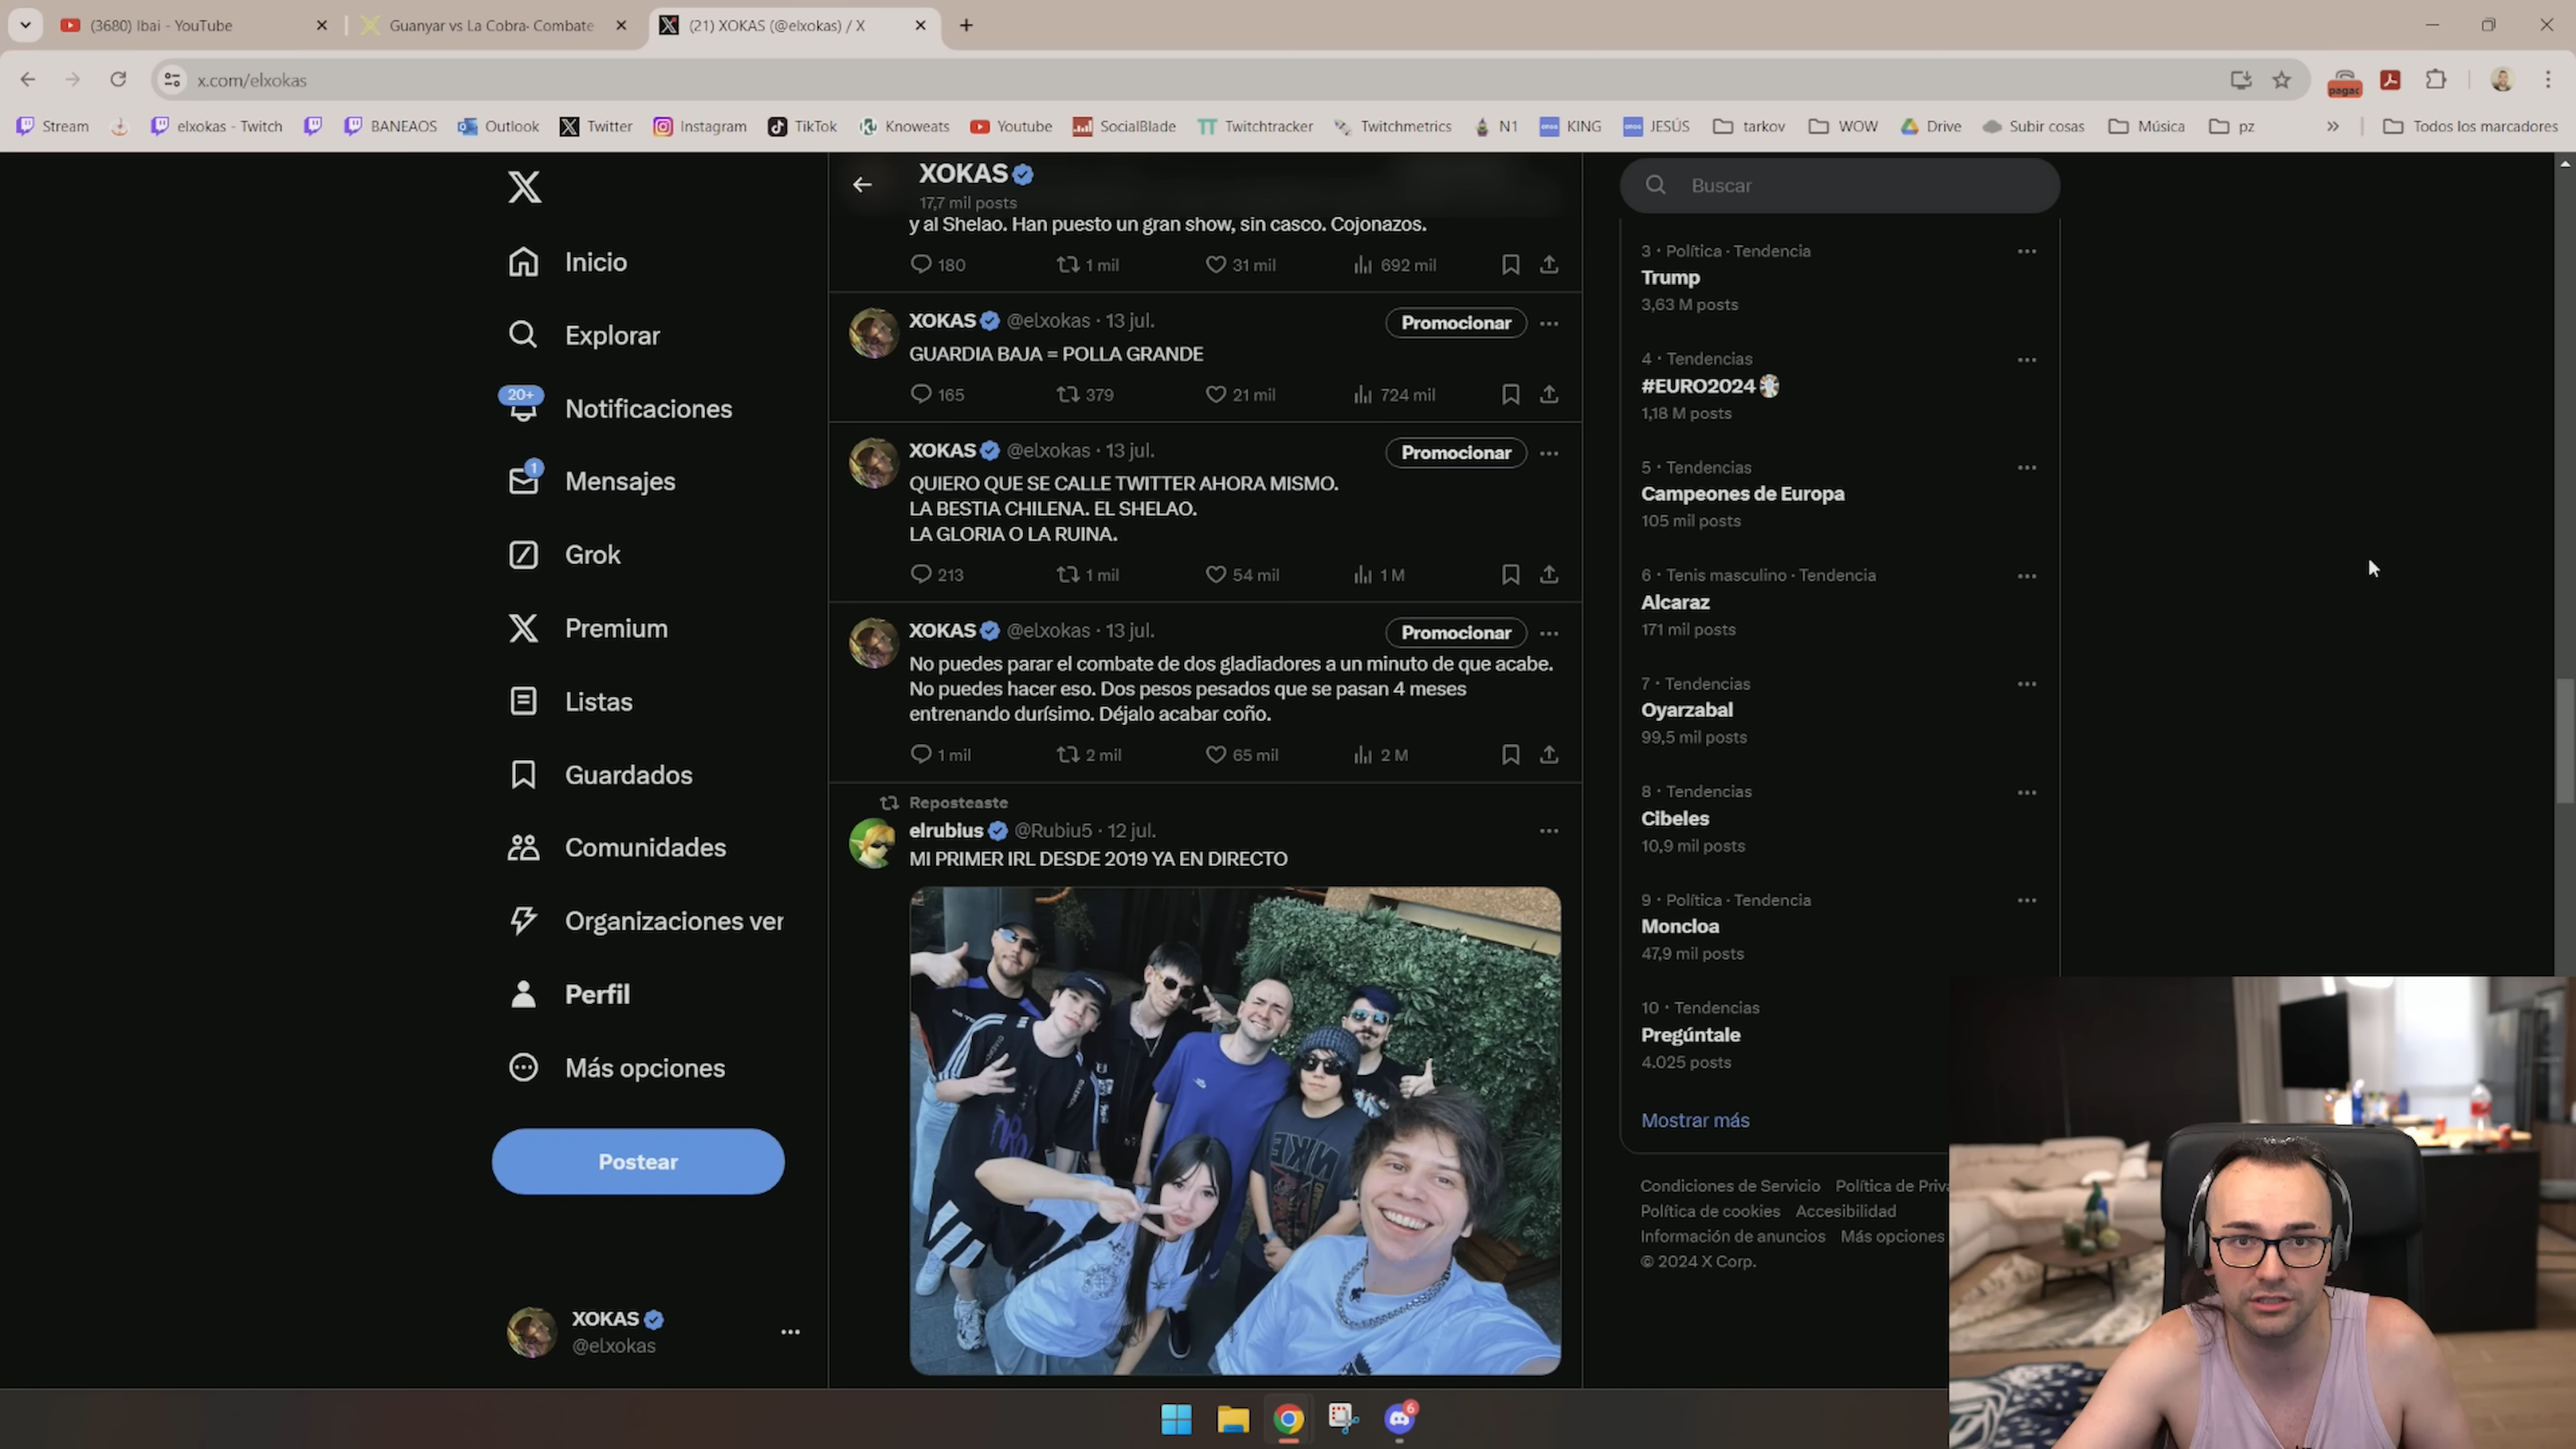 (3680) Ibai - YouTube
Guanyar vs La Cobra- Combate
(21) XOKAS (@elxokas) / X
x.com/elxokas
pagac
Stream
elxokas - Twitch
BANEAOS
Outlook
Twitter
Instagram
TikTok
Knoweats
Youtube
SocialBlade
Twitchtracker
Twitchmetrics
N1
KING
JESÚS
tarkov
WOW
Drive
Subir cosas
Música
pz
Todos los marcadores
Inicio
Explorar
20+
Notificaciones
1
Mensajes
Grok
Premium
Listas
Guardados
Comunidades
Organizaciones ver
Perfil
Más opciones
Postear
XOKAS
@elxokas
XOKAS
17,7 mil posts
y al Shelao. Han puesto un gran show, sin casco. Cojonazos.
180 1 mil 31 mil 692 mil
XOKAS @elxokas · 13 jul.
Promocionar
GUARDIA BAJA = POLLA GRANDE
165 379 21 mil 724 mil
XOKAS @elxokas · 13 jul.
Promocionar
QUIERO QUE SE CALLE TWITTER AHORA MISMO.
LA BESTIA CHILENA. EL SHELAO.
LA GLORIA O LA RUINA.
213 1 mil 54 mil 1 M
XOKAS @elxokas · 13 jul.
Promocionar
No puedes parar el combate de dos gladiadores a un minuto de que acabe.
No puedes hacer eso. Dos pesos pesados que se pasan 4 meses
entrenando durísimo. Déjalo acabar coño.
1 mil 2 mil 65 mil 2 M
Reposteaste
elrubius @Rubiu5 · 12 jul.
MI PRIMER IRL DESDE 2019 YA EN DIRECTO
Buscar
3 · Política · Tendencia
Trump
3,63 M posts
4 · Tendencias
#EURO2024
1,18 M posts
5 · Tendencias
Campeones de Europa
105 mil posts
6 · Tenis masculino · Tendencia
Alcaraz
171 mil posts
7 · Tendencias
Oyarzabal
99,5 mil posts
8 · Tendencias
Cibeles
10,9 mil posts
9 · Política · Tendencia
Moncloa
47,9 mil posts
10 · Tendencias
Pregúntale
4.025 posts
Mostrar más
Condiciones de Servicio Política de Priva
Política de cookies Accesibilidad
Información de anuncios Más opciones
© 2024 X Corp.
6